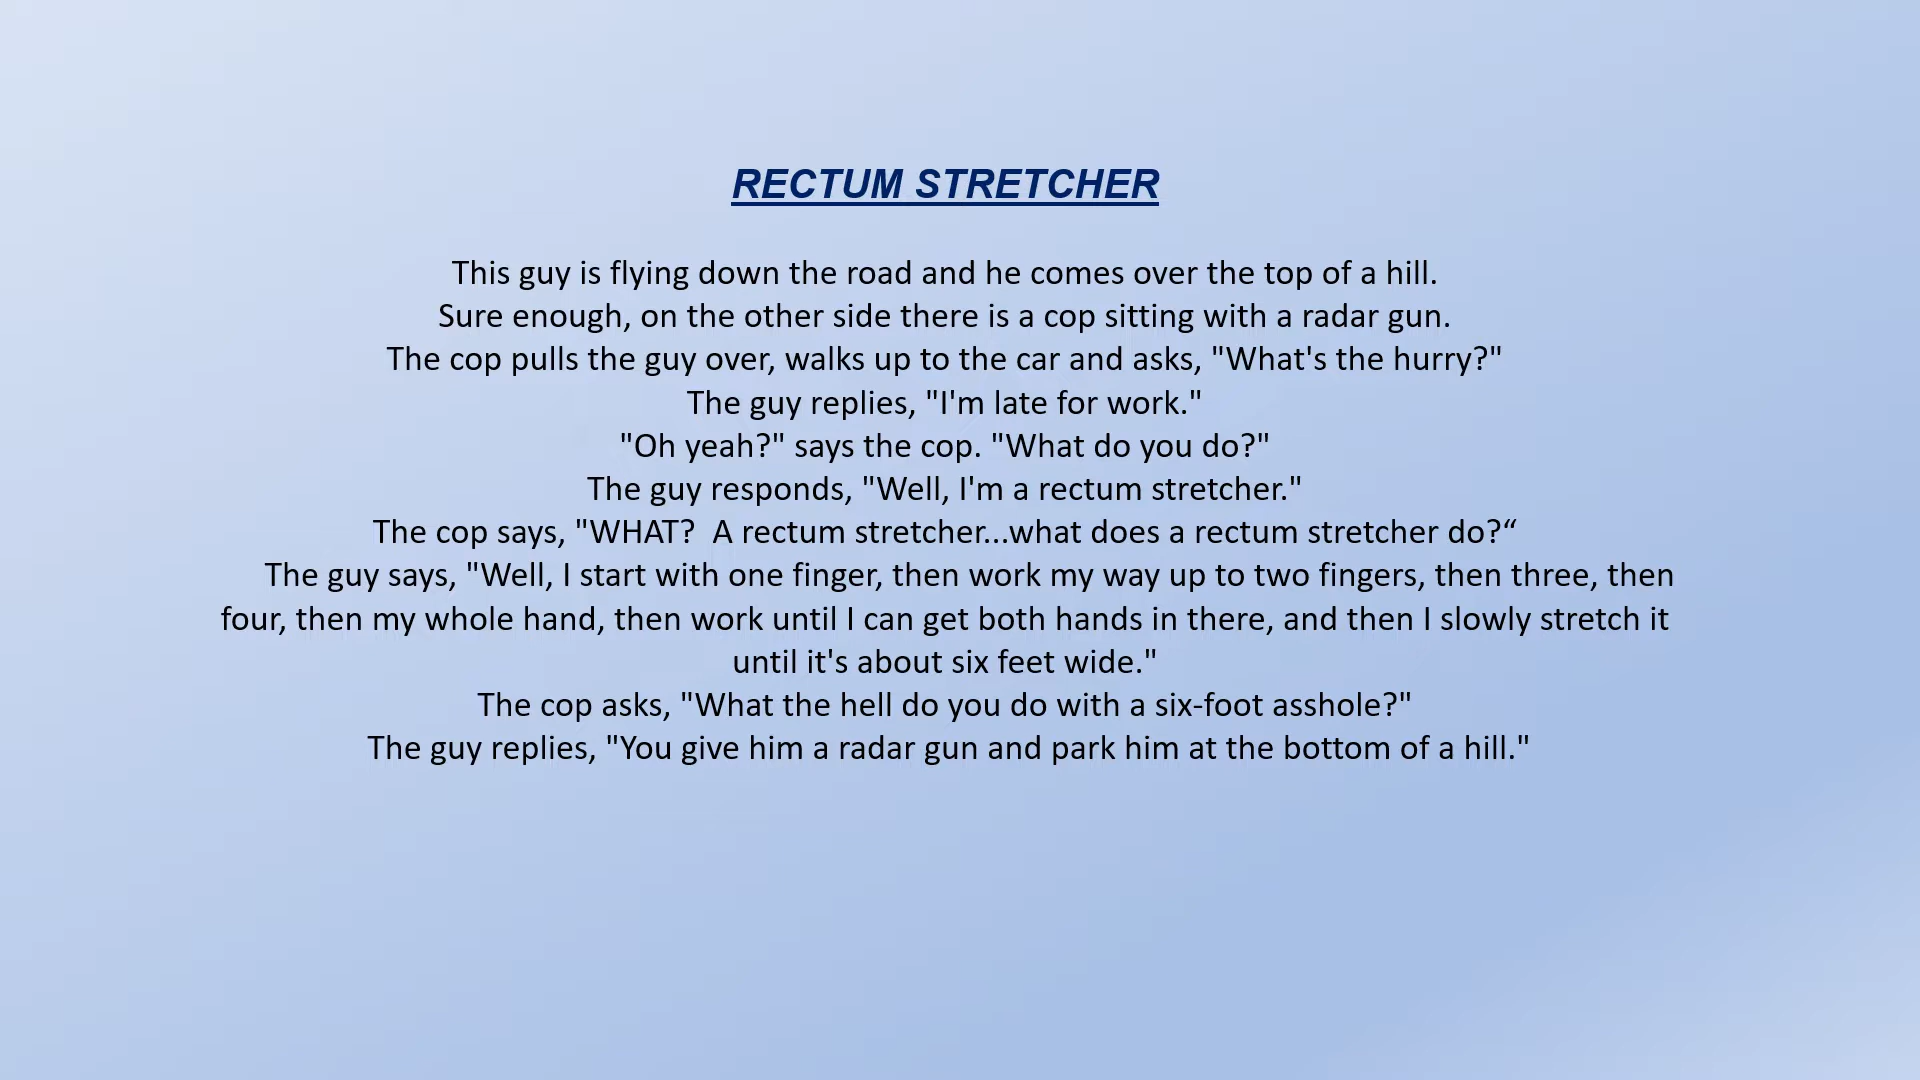 RECTUM STRETCHER
This guy is flying down the road and he comes over the top of a hill.
Sure enough, on the other side there is a cop sitting with a radar gun.
The cop pulls the guy over, walks up to the car and asks, "What's the hurry?"
The guy replies, "I'm late for work."
"Oh yeah?" says the cop. "What do you do?"
The guy responds, "Well, I'm a rectum stretcher."
The cop says, "WHAT?  A rectum stretcher...what does a rectum stretcher do?“
The guy says, "Well, I start with one finger, then work my way up to two fingers, then three, then
four, then my whole hand, then work until I can get both hands in there, and then I slowly stretch it
until it's about six feet wide."
The cop asks, "What the hell do you do with a six-foot asshole?"
The guy replies, "You give him a radar gun and park him at the bottom of a hill."